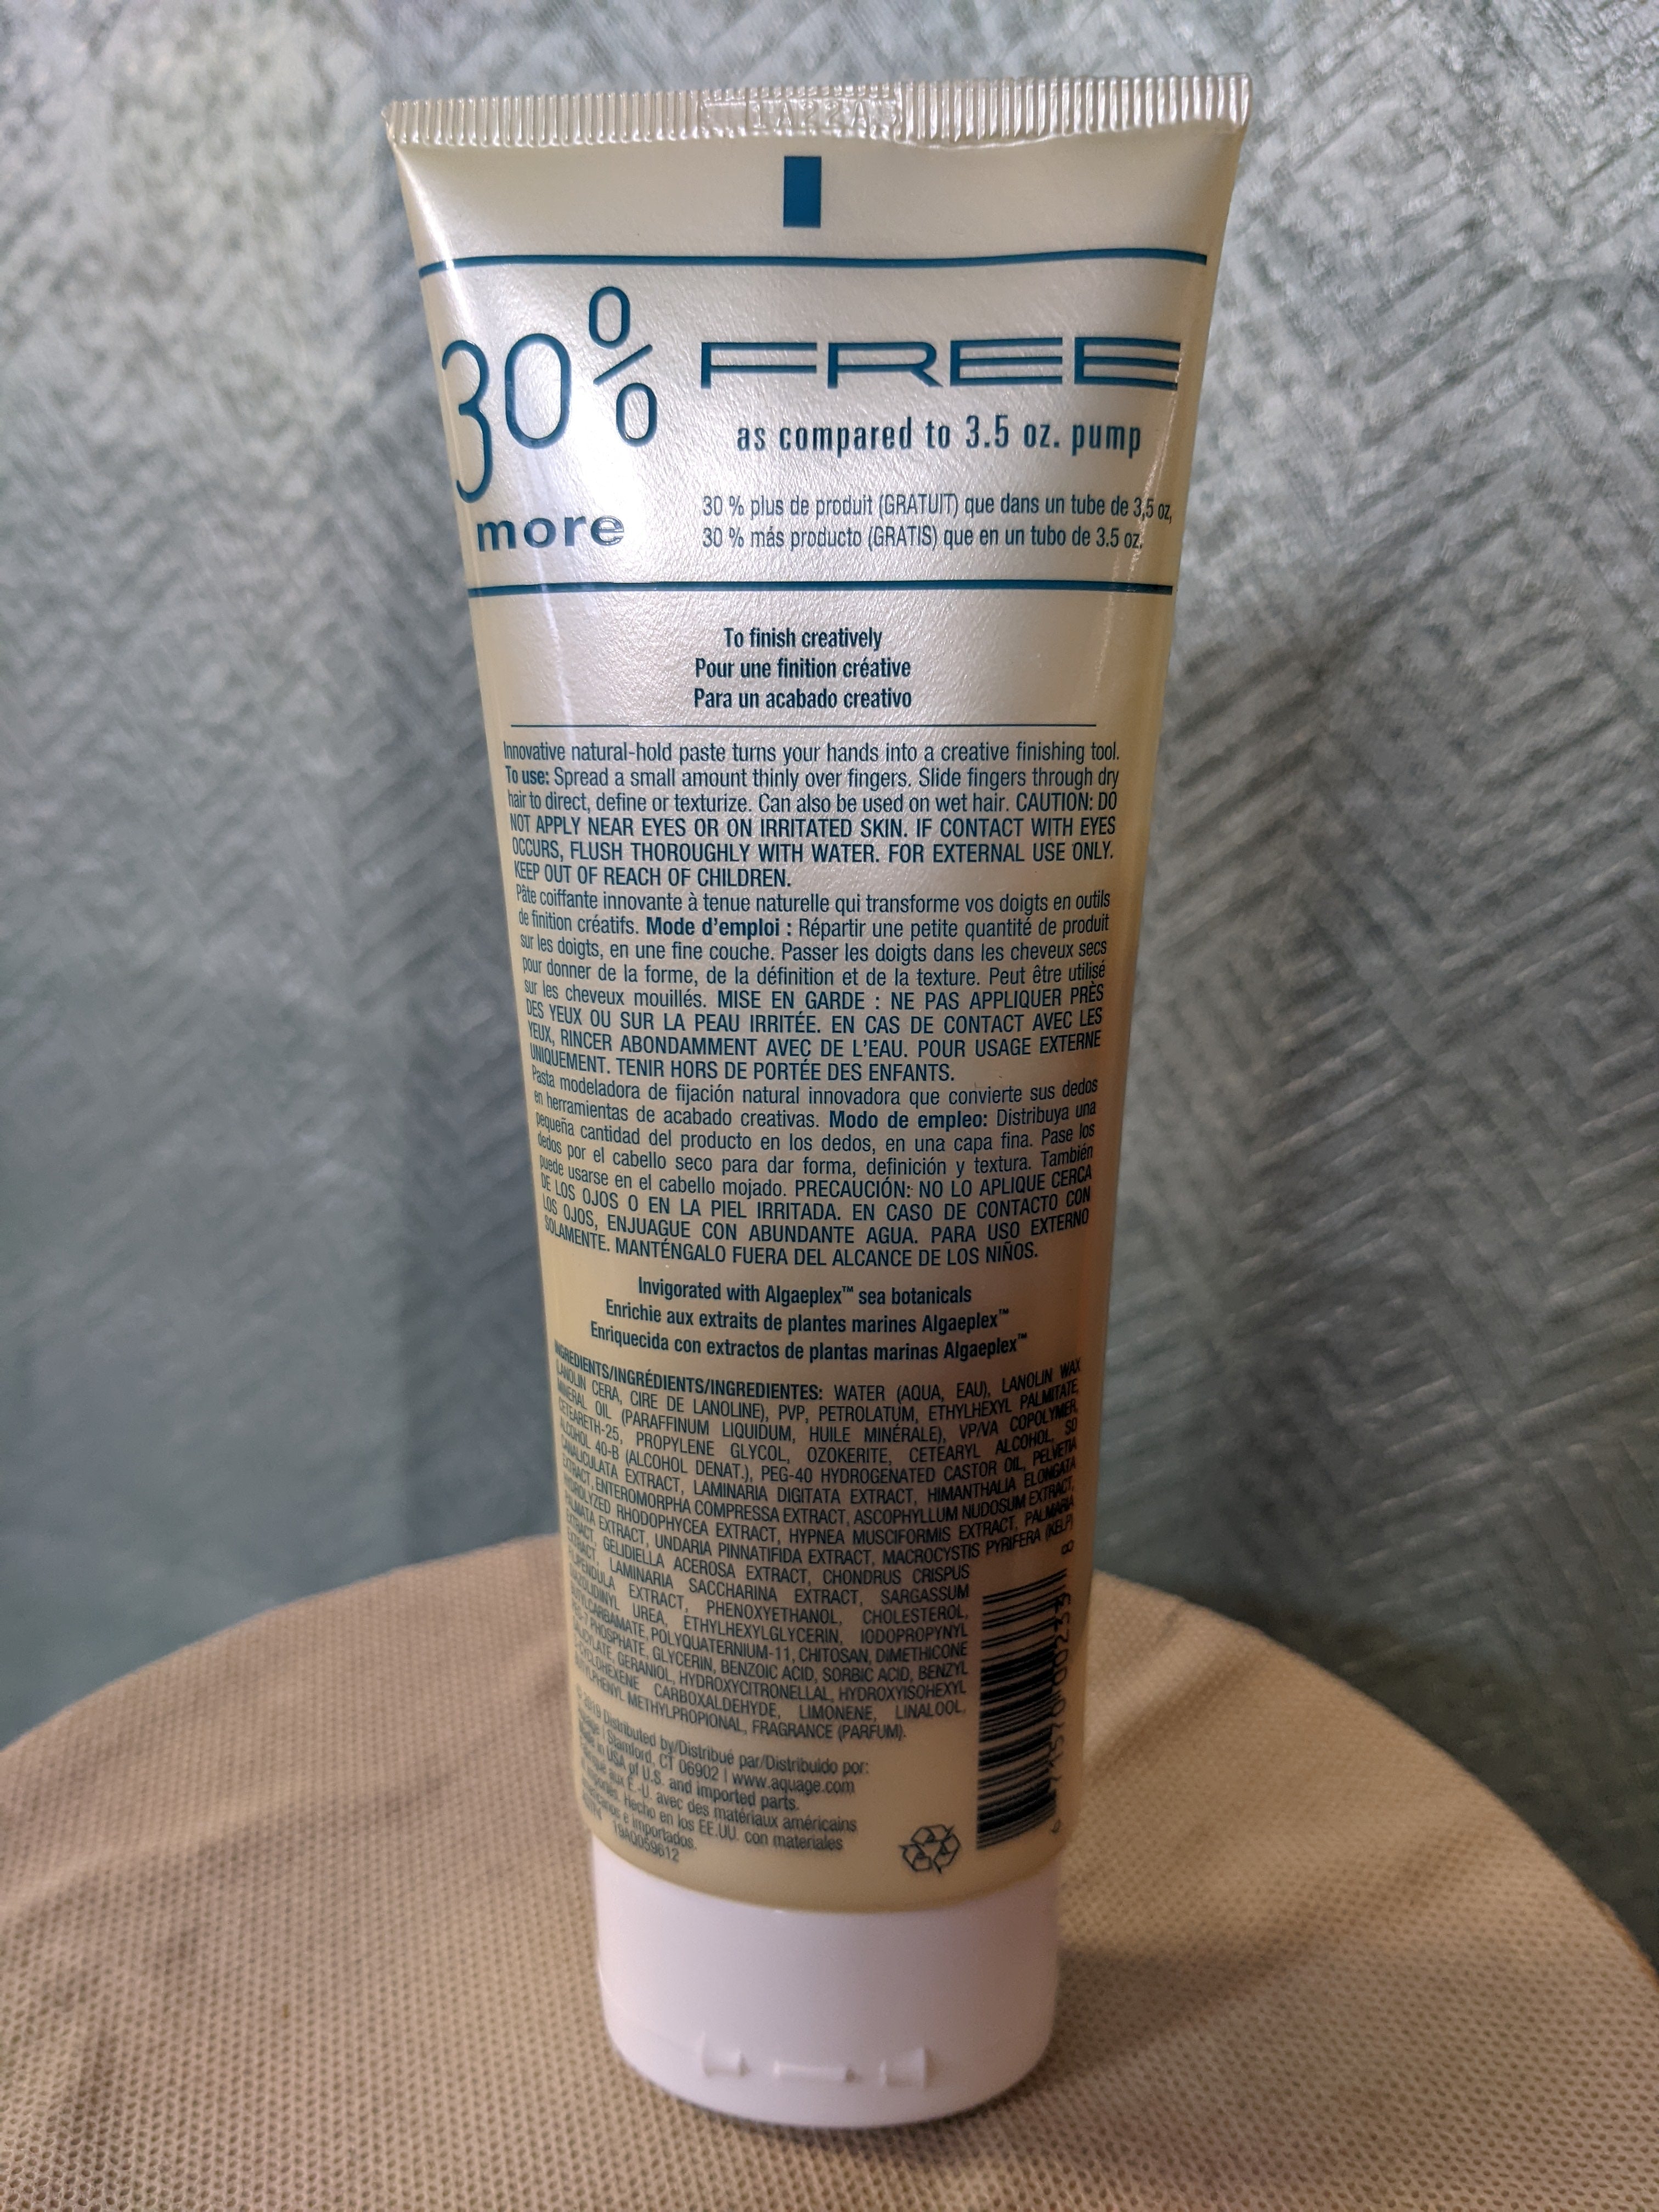 1A22A
30%
more
FREE
as compared to 3.5 oz. pump
30 % plus de produit (GRATUIT) que dans un tube de 3,5 oz,
30 % más producto (GRATIS) que en un tubo de 3.5 oz.
To finish creatively
Pour une finition créative
Para un acabado creativo
Innovative natural-hold paste turns your hands into a creative finishing tool.
To use: Spread a small amount thinly over fingers. Slide fingers through dry
hair to direct, define or texturize. Can also be used on wet hair. CAUTION: DO
NOT APPLY NEAR EYES OR ON IRRITATED SKIN. IF CONTACT WITH EYES
OCCURS, FLUSH THOROUGHLY WITH WATER. FOR EXTERNAL USE ONLY.
KEEP OUT OF REACH OF CHILDREN.
Pâte coiffante innovante à tenue naturelle qui transforme vos doigts en outils
de finition créatifs. Mode d'emploi : Répartir une petite quantité de produit
sur les doigts, en une fine couche. Passer les doigts dans les cheveux secs
pour donner de la forme, de la définition et de la texture. Peut être utilisé
sur les cheveux mouillés. MISE EN GARDE : NE PAS APPLIQUER PRÈS
DES YEUX OU SUR LA PEAU IRRITÉE. EN CAS DE CONTACT AVEC LES
YEUX, RINCER ABONDAMMENT AVEC DE L'EAU. POUR USAGE EXTERNE
UNIQUEMENT. TENIR HORS DE PORTÉE DES ENFANTS.
Pasta modeladora de fijación natural innovadora que convierte sus dedos
en herramientas de acabado creativas. Modo de empleo: Distribuya una
pequeña cantidad del producto en los dedos, en una capa fina. Pase los
dedos por el cabello seco para dar forma, definición y textura. También
puede usarse en el cabello mojado. PRECAUCIÓN: NO LO APLIQUE CERCA
DE LOS OJOS O EN LA PIEL IRRITADA. EN CASO DE CONTACTO CON
LOS OJOS, ENJUAGUE CON ABUNDANTE AGUA. PARA USO EXTERNO
SOLAMENTE. MANTÉNGALO FUERA DEL ALCANCE DE LOS NIÑOS.
Invigorated with Algaeplex™ sea botanicals
Enrichie aux extraits de plantes marines Algaeplex™
Enriquecida con extractos de plantas marinas Algaeplex™
INGREDIENTS/INGRÉDIENTS/INGREDIENTES: WATER (AQUA, EAU), LANOLIN WAX
LANOLIN CERA, CIRE DE LANOLINE), PVP, PETROLATUM, ETHYLHEXYL PALMITATE,
MINERAL OIL (PARAFFINUM LIQUIDUM, HUILE MINÉRALE), VP/VA COPOLYMER,
CETEARETH-25, PROPYLENE GLYCOL, OZOKERITE, CETEARYL ALCOHOL, SD
ALCOHOL 40-B (ALCOHOL DENAT.), PEG-40 HYDROGENATED CASTOR OIL, PELVETIA
CANALICULATA EXTRACT, LAMINARIA DIGITATA EXTRACT, HIMANTHALIA ELONGATA
EXTRACT, ENTEROMORPHA COMPRESSA EXTRACT, ASCOPHYLLUM NUDOSUM EXTRACT,
HYDROLYZED RHODOPHYCEA EXTRACT, HYPNEA MUSCIFORMIS EXTRACT, PALMARIA
PALMATA EXTRACT, UNDARIA PINNATIFIDA EXTRACT, MACROCYSTIS PYRIFERA (KELP)
EXTRACT, GELIDIELLA ACEROSA EXTRACT, CHONDRUS CRISPUS
EXTRACT, LAMINARIA SACCHARINA EXTRACT, SARGASSUM
FILIPENDULA EXTRACT, PHENOXYETHANOL, CHOLESTEROL,
UREA, ETHYLHEXYLGLYCERIN, IODOPROPYNYL
BUTYLCARBAMATE, POLYQUATERNIUM-11, CHITOSAN, DIMETHICONE
PEG-7 PHOSPHATE, GLYCERIN, BENZOIC ACID, SORBIC ACID, BENZYL
SALICYLATE, GERANIOL, HYDROXYCITRONELLAL, HYDROXYISOHEXYL
3-CYCLOHEXENE CARBOXALDEHYDE, LIMONENE, LINALOOL,
BUTYLPHENYL METHYLPROPIONAL, FRAGRANCE (PARFUM).
© 2019 Distributed by/Distribué par/Distribuido por:
Aquage | Stamford, CT 06902 | www.aquage.com
Made in USA of U.S. and imported parts.
aux É.-U. avec des matériaux américains
importés. Hecho en los EE.UU. con materiales
americanos e importados.
19AQ059612